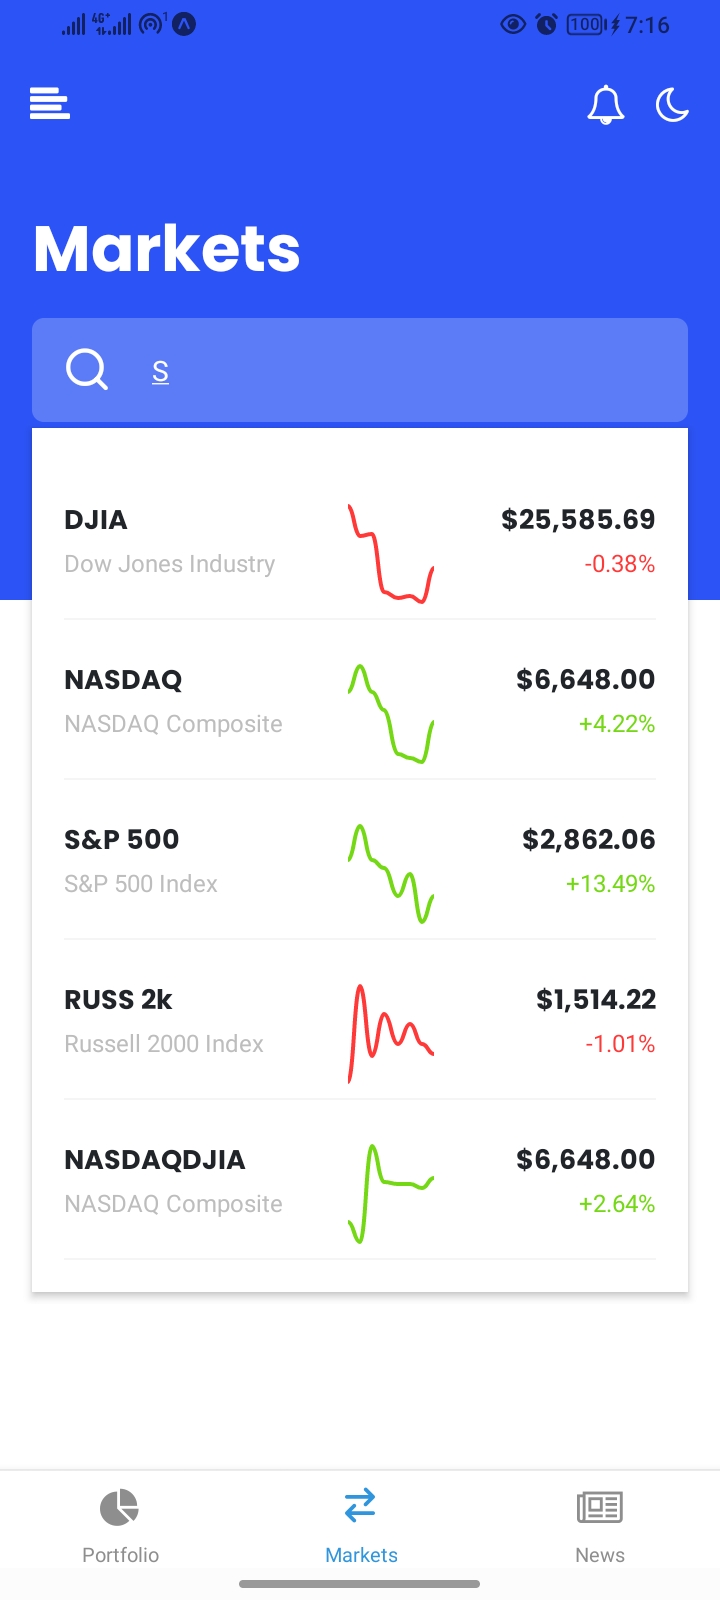 4G+ 1 100 7:16
Markets
S
DJIA $25,585.69
Dow Jones Industry -0.38%
NASDAQ $6,648.00
NASDAQ Composite +4.22%
S&P 500 $2,862.06
S&P 500 Index +13.49%
RUSS 2k $1,514.22
Russell 2000 Index -1.01%
NASDAQDJIA $6,648.00
NASDAQ Composite +2.64%
Portfolio Markets News